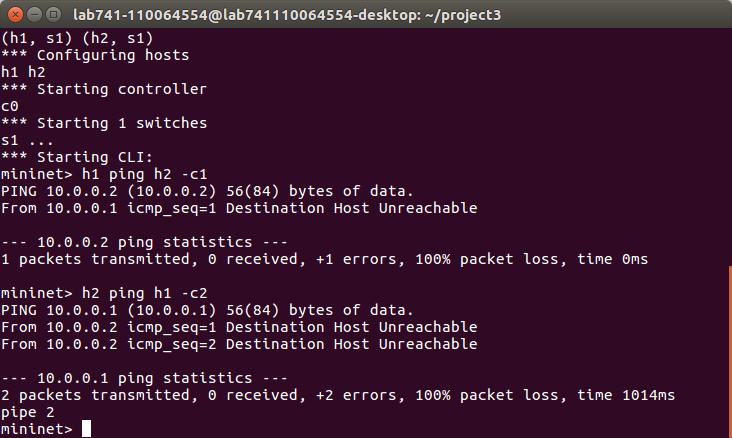 lab741-110064554@lab741110064554-desktop: ~/project3
(h1, s1) (h2, s1)
*** Configuring hosts
h1 h2
*** Starting controller
c0
*** Starting 1 switches
s1 ...
*** Starting CLI:
mininet> h1 ping h2 -c1
PING 10.0.0.2 (10.0.0.2) 56(84) bytes of data.
From 10.0.0.1 icmp_seq=1 Destination Host Unreachable
--- 10.0.0.2 ping statistics ---
1 packets transmitted, 0 received, +1 errors, 100% packet loss, time 0ms
mininet> h2 ping h1 -c2
PING 10.0.0.1 (10.0.0.1) 56(84) bytes of data.
From 10.0.0.2 icmp_seq=1 Destination Host Unreachable
From 10.0.0.2 icmp_seq=2 Destination Host Unreachable
--- 10.0.0.1 ping statistics ---
2 packets transmitted, 0 received, +2 errors, 100% packet loss, time 1014ms
pipe 2
mininet>